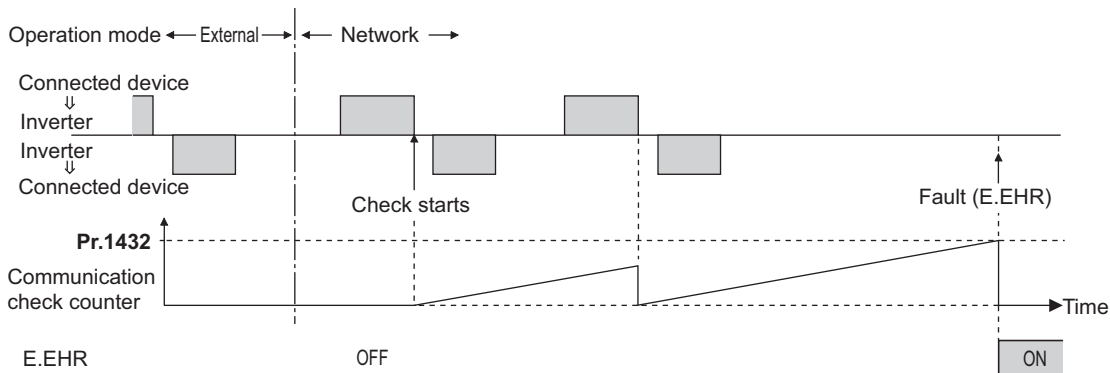 Operation mode External Network
Connected device
⇓
Inverter
Inverter
⇓
Connected device
Check starts
Fault (E.EHR)
Pr.1432
Communication
check counter
Time
E.EHR OFF ON